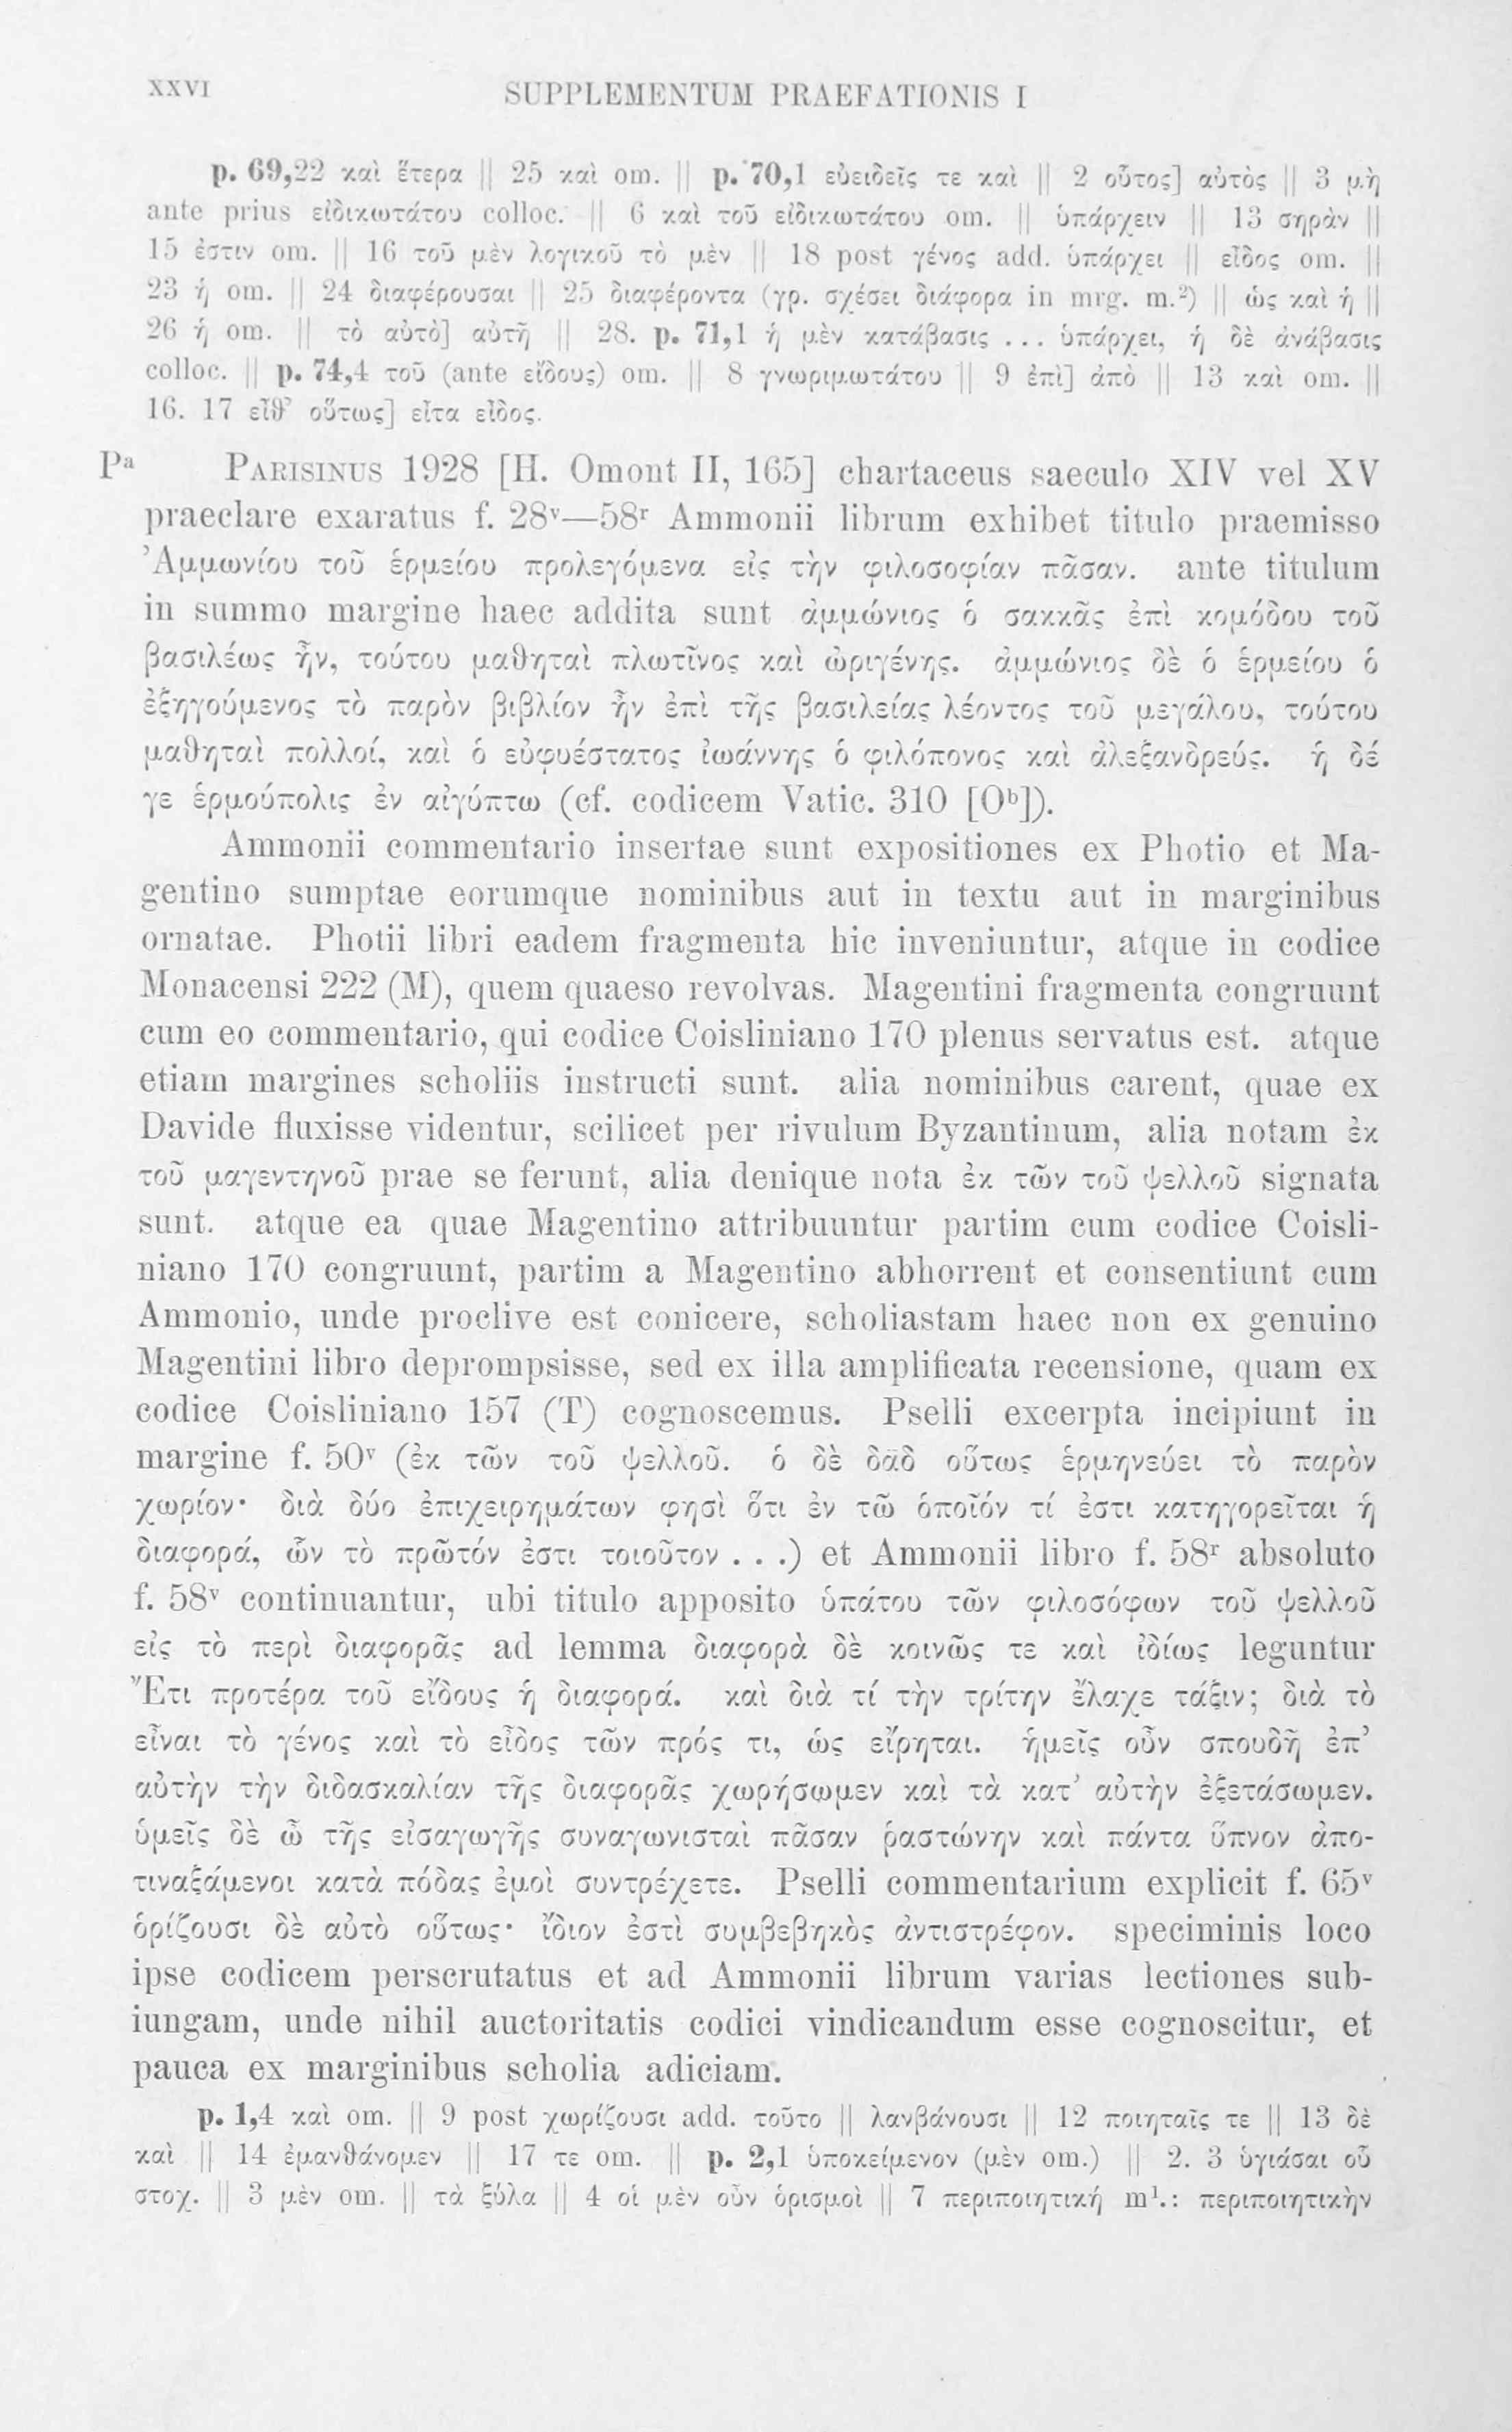 XXVI SUPPLEMENTUM PRAEFATIONIS I
p. 69,22 καὶ ἕτερα || 25 καὶ om. || p. 70,1 εὐειδεῖς τε καὶ || 2 οὗτος] αὐτὸς || 3 μὴ
ante prius εἰδικωτάτου colloc. || 6 καὶ τοῦ εἰδικωτάτου om. || ὑπάρχειν || 13 σηρὰν ||
15 ἐστιν om. || 16 τοῦ μὲν λογικοῦ τὸ μὲν || 18 post γένος add. ὑπάρχει || εἶδος om. ||
23 ἡ om. || 24 διαφέρουσαι || 25 διαφέροντα (γρ. σχέσει διάφορα in mrg. m.²) || ὡς καὶ ἡ ||
26 ἡ om. || τὸ αὐτὸ] αὐτῆ || 28. p. 71,1 ἡ μὲν κατάβασις ... ὑπάρχει, ἡ δὲ ἀνάβασις
colloc. || p. 74,4 τοῦ (ante εἴδους) om. || 8 γνωριμωτάτου || 9 ἐπὶ] ἀπὸ || 13 καὶ om. ||
16. 17 εἶθ’ οὕτως] εἶτα εἶδος.
Pᵃ PARISINUS 1928 [H. Omont II, 165] chartaceus saeculo XIV vel XV
praeclare exaratus f. 28ᵛ—58ʳ Ammonii librum exhibet titulo praemisso
Ἀμμωνίου τοῦ ἑρμείου προλεγόμενα εἰς τὴν φιλοσοφίαν πᾶσαν. ante titulum
in summo margine haec addita sunt ἀμμώνιος ὁ σακκᾶς ἐπὶ κομόδου τοῦ
βασιλέως ἦν, τούτου μαθηταὶ πλωτῖνος καὶ ὠριγένης. ἀμμώνιος δὲ ὁ ἑρμείου ὁ
ἐξηγούμενος τὸ παρὸν βιβλίον ἦν ἐπὶ τῆς βασιλείας λέοντος τοῦ μεγάλου, τούτου
μαθηταὶ πολλοί, καὶ ὁ εὐφυέστατος ἰωάννης ὁ φιλόπονος καὶ ἀλεξανδρεύς. ἡ δέ
γε ἑρμούπολις ἐν αἰγύπτω (cf. codicem Vatic. 310 [Oᵇ]).
Ammonii commentario insertae sunt expositiones ex Photio et Ma-
gentino sumptae eorumque nominibus aut in textu aut in marginibus
ornatae. Photii libri eadem fragmenta hic inveniuntur, atque in codice
Monacensi 222 (M), quem quaeso revolvas. Magentini fragmenta congruunt
cum eo commentario, qui codice Coisliniano 170 plenus servatus est. atque
etiam margines scholiis instructi sunt. alia nominibus carent, quae ex
Davide fluxisse videntur, scilicet per rivulum Byzantinum, alia notam ἐκ
τοῦ μαγεντηνοῦ prae se ferunt, alia denique nota ἐκ τῶν τοῦ ψελλοῦ signata
sunt. atque ea quae Magentino attribuuntur partim cum codice Coisli-
niano 170 congruunt, partim a Magentino abhorrent et consentiunt cum
Ammonio, unde proclive est conicere, scholiastam haec non ex genuino
Magentini libro deprompsisse, sed ex illa amplificata recensione, quam ex
codice Coisliniano 157 (T) cognoscemus. Pselli excerpta incipiunt in
margine f. 50ᵛ (ἐκ τῶν τοῦ ψελλοῦ. ὁ δὲ δαδ οὕτως ἑρμηνεύει τὸ παρὸν
χωρίον· διὰ δύο ἐπιχειρημάτων φησὶ ὅτι ἐν τῶ ὁποῖόν τί ἐστι κατηγορεῖται ἡ
διαφορά, ὧν τὸ πρῶτόν ἐστι τοιοῦτον . . .) et Ammonii libro f. 58ʳ absoluto
f. 58ᵛ continuantur, ubi titulo apposito ὑπάτου τῶν φιλοσόφων τοῦ ψελλοῦ
εἰς τὸ περὶ διαφορᾶς ad lemma διαφορὰ δὲ κοινῶς τε καὶ ἰδίως leguntur
Ἔτι προτέρα τοῦ εἴδους ἡ διαφορά. καὶ διὰ τί τὴν τρίτην ἔλαχε τάξιν; διὰ τὸ
εἶναι τὸ γένος καὶ τὸ εἶδος τῶν πρός τι, ὡς εἴρηται. ἡμεῖς οὖν σπουδῆ ἐπ’
αὐτὴν τὴν διδασκαλίαν τῆς διαφορᾶς χωρήσωμεν καὶ τὰ κατ’ αὐτὴν ἐξετάσωμεν.
ὑμεῖς δὲ ὦ τῆς εἰσαγωγῆς συναγωνισταὶ πᾶσαν ῥαστώνην καὶ πάντα ὕπνον ἀπο-
τιναξάμενοι κατὰ πόδας ἐμοὶ συντρέχετε. Pselli commentarium explicit f. 65ᵛ
ὁρίζουσι δὲ αὐτὸ οὕτως· ἴδιον ἐστὶ συμβεβηκὸς ἀντιστρέφον. speciminis loco
ipse codicem perscrutatus et ad Ammonii librum varias lectiones sub-
iungam, unde nihil auctoritatis codici vindicandum esse cognoscitur, et
pauca ex marginibus scholia adiciam.
p. 1,4 καὶ om. || 9 post χωρίζουσι add. τοῦτο || λανβάνουσι || 12 ποιηταῖς τε || 13 δὲ
καὶ || 14 ἐμανθάνομεν || 17 τε om. || p. 2,1 ὑποκείμενον (μὲν om.) || 2. 3 ὑγιάσαι οὗ
στοχ. || 3 μὲν om. || τὰ ξύλα || 4 οἱ μὲν οὖν ὁρισμοὶ || 7 περιποιητική m¹.: περιποιητικὴν